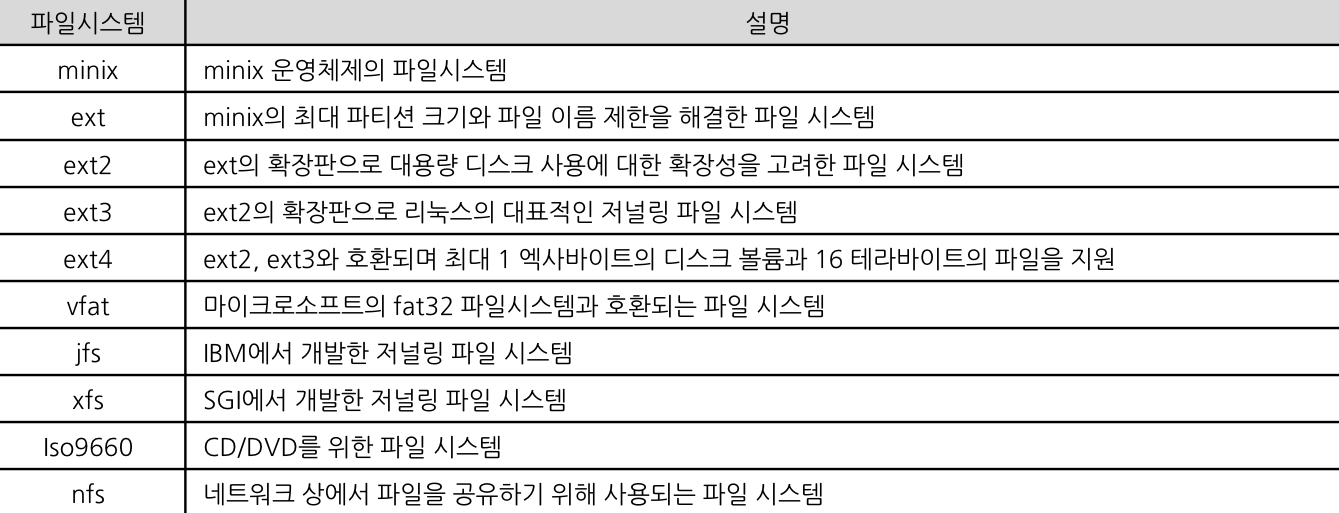 파일시스템 설명
minix minix 운영체제의 파일시스템
ext minix의 최대 파티션 크기와 파일 이름 제한을 해결한 파일 시스템
ext2 ext의 확장판으로 대용량 디스크 사용에 대한 확장성을 고려한 파일 시스템
ext3 ext2의 확장판으로 리눅스의 대표적인 저널링 파일 시스템
ext4 ext2, ext3와 호환되며 최대 1 엑사바이트의 디스크 볼륨과 16 테라바이트의 파일을 지원
vfat 마이크로소프트의 fat32 파일시스템과 호환되는 파일 시스템
jfs IBM에서 개발한 저널링 파일 시스템
xfs SGI에서 개발한 저널링 파일 시스템
Iso9660 CD/DVD를 위한 파일 시스템
nfs 네트워크 상에서 파일을 공유하기 위해 사용되는 파일 시스템